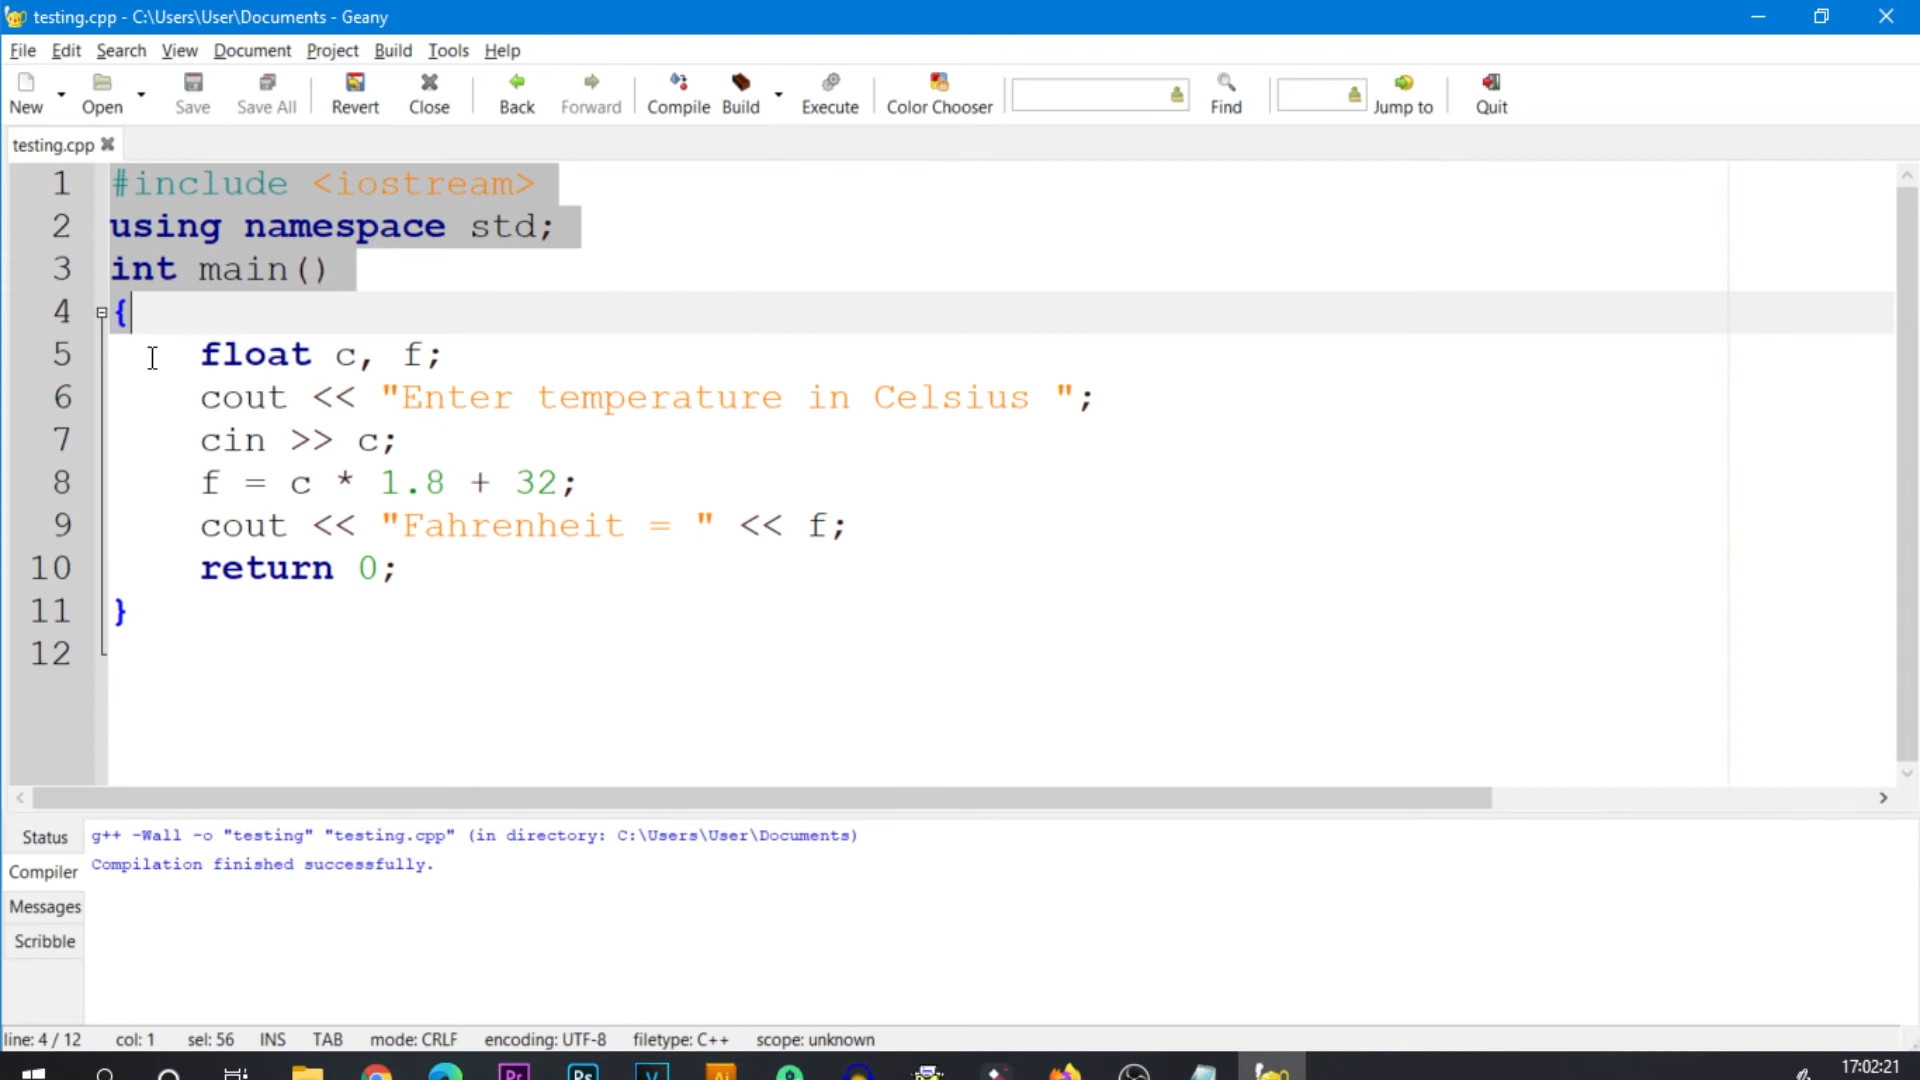 testing.cpp - C:\Users\User\Documents - Geany
File Edit Search View Document Project Build Tools Help
New Open Save Save All Revert Close Back Forward Compile Build Execute Color Chooser Find Jump to Quit
testing.cpp
1 #include <iostream>
2 using namespace std;
3 int main()
4 {
5 float c, f;
6 cout << "Enter temperature in Celsius ";
7 cin >> c;
8 f = c * 1.8 + 32;
9 cout << "Fahrenheit = " << f;
10 return 0;
11 }
12
Status
g++ -Wall -o "testing" "testing.cpp" (in directory: C:\Users\User\Documents)
Compiler
Compilation finished successfully.
Messages
Scribble
line: 4 / 12 col: 1 sel: 56 INS TAB mode: CRLF encoding: UTF-8 filetype: C++ scope: unknown
Pr Ps V Ai
17:02:21